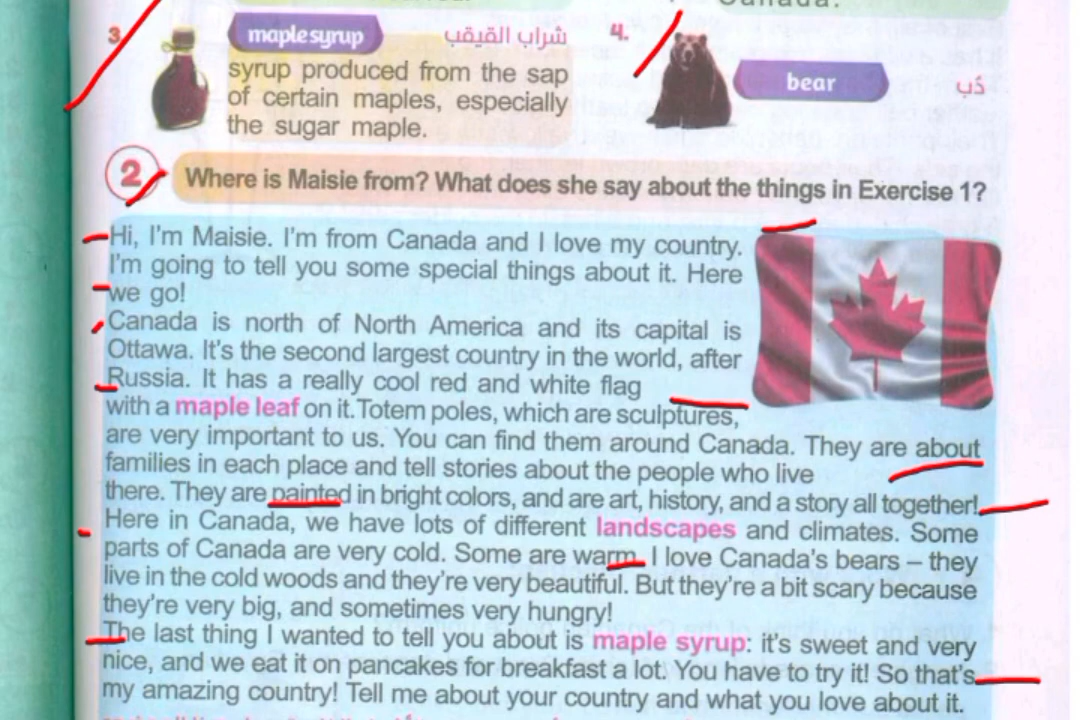 Canada.
3.
maple syrup شراب القيقب
syrup produced from the sap
of certain maples, especially
the sugar maple.
4.
bear دُب
2 Where is Maisie from? What does she say about the things in Exercise 1?
Hi, I'm Maisie. I'm from Canada and I love my country.
I'm going to tell you some special things about it. Here
we go!
Canada is north of North America and its capital is
Ottawa. It's the second largest country in the world, after
Russia. It has a really cool red and white flag
with a maple leaf on it. Totem poles, which are sculptures,
are very important to us. You can find them around Canada. They are about
families in each place and tell stories about the people who live
there. They are painted in bright colors, and are art, history, and a story all together!
Here in Canada, we have lots of different landscapes and climates. Some
parts of Canada are very cold. Some are warm. I love Canada's bears – they
live in the cold woods and they're very beautiful. But they're a bit scary because
they're very big, and sometimes very hungry!
The last thing I wanted to tell you about is maple syrup: it's sweet and very
nice, and we eat it on pancakes for breakfast a lot. You have to try it! So that's
my amazing country! Tell me about your country and what you love about it.